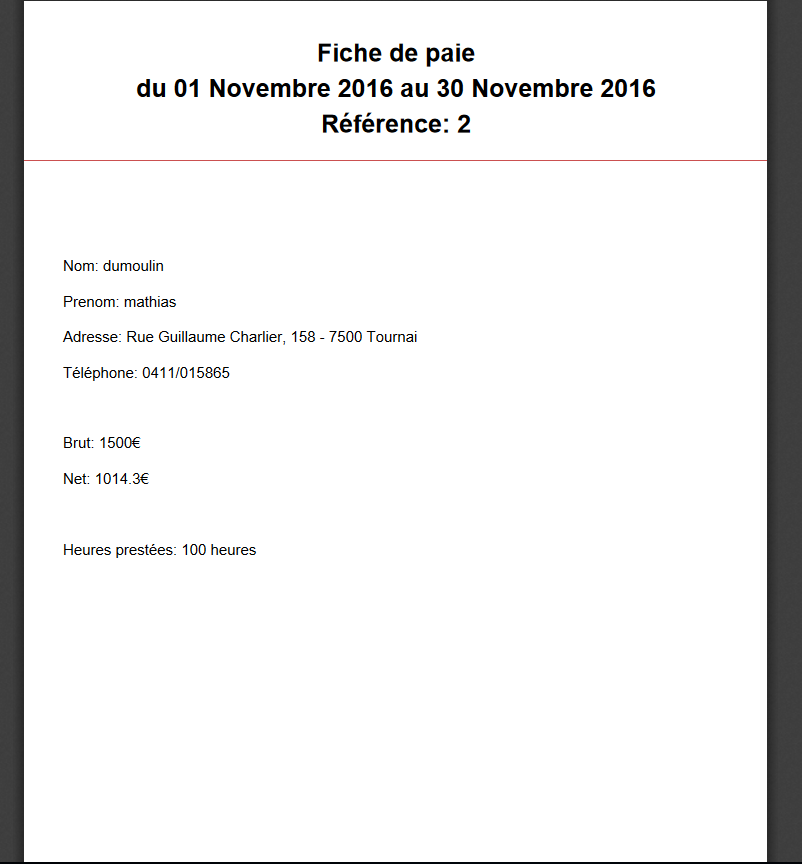 Fiche de paie
du 01 Novembre 2016 au 30 Novembre 2016
Référence: 2
Nom: dumoulin
Prenom: mathias
Adresse: Rue Guillaume Charlier, 158 - 7500 Tournai
Téléphone: 0411/015865
Brut: 1500€
Net: 1014.3€
Heures prestées: 100 heures